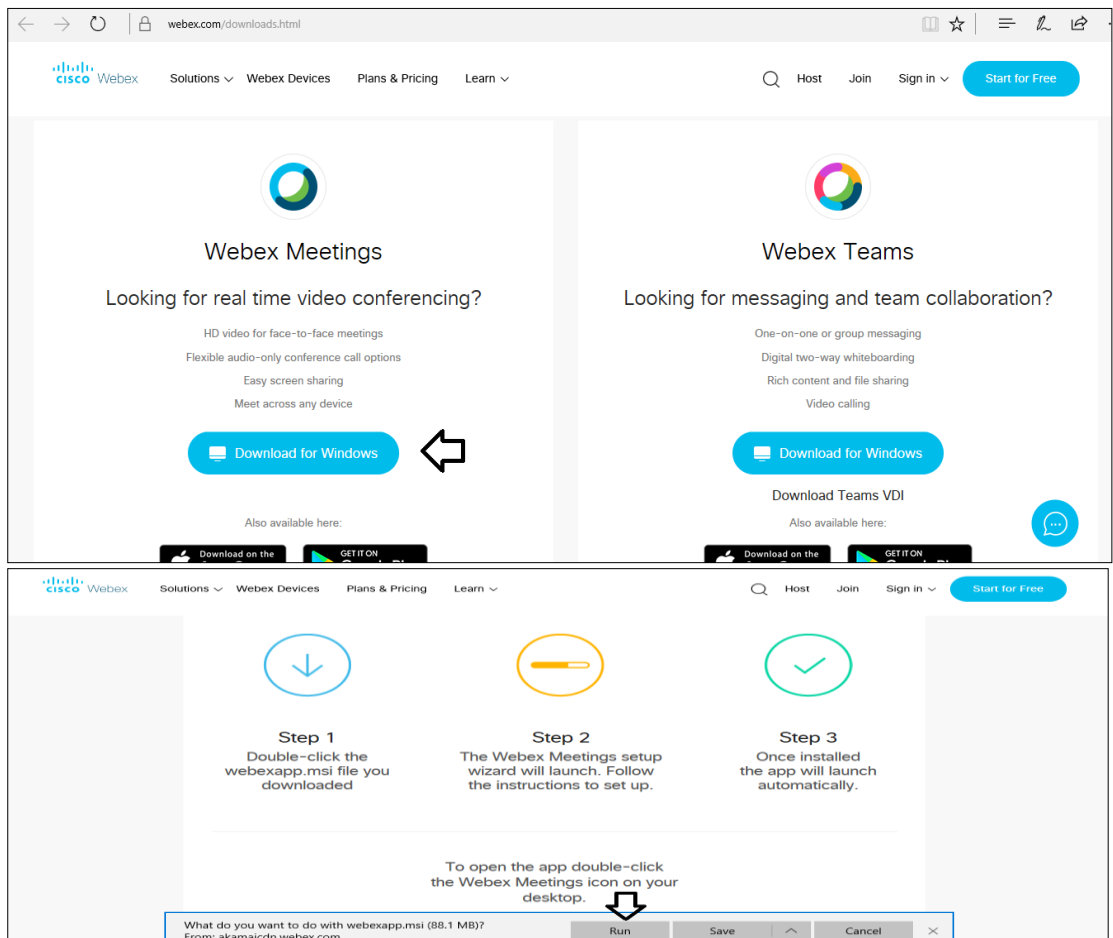 webex.com/downloads.html
cisco Webex Solutions Webex Devices Plans & Pricing Learn Host Join Sign in Start for Free
Webex Meetings
Looking for real time video conferencing?
HD video for face-to-face meetings
Flexible audio-only conference call options
Easy screen sharing
Meet across any device
Download for Windows
Also available here:
Download on the
GET IT ON
Webex Teams
Looking for messaging and team collaboration?
One-on-one or group messaging
Digital two-way whiteboarding
Rich content and file sharing
Video calling
Download for Windows
Download Teams VDI
Also available here:
Download on the
GET IT ON
cisco Webex Solutions Webex Devices Plans & Pricing Learn Host Join Sign in Start for Free
Step 1
Double-click the
webexapp.msi file you
downloaded
Step 2
The Webex Meetings setup
wizard will launch. Follow
the instructions to set up.
Step 3
Once installed
the app will launch
automatically.
To open the app double-click
the Webex Meetings icon on your
desktop.
What do you want to do with webexapp.msi (88.1 MB)?
From: akamaicdn.webex.com
Run Save Cancel